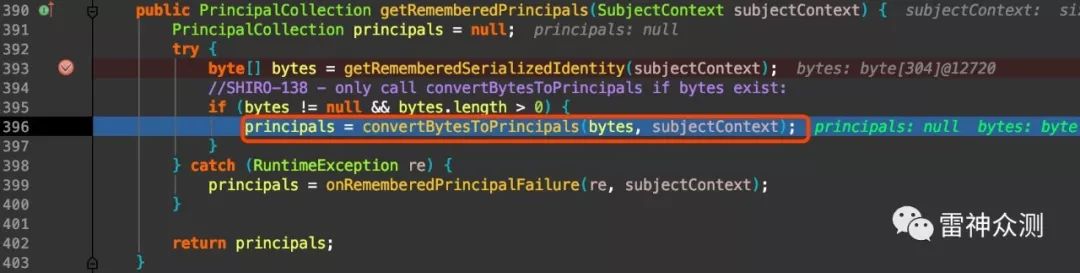 390 public PrincipalCollection getRememberedPrincipals(SubjectContext subjectContext) { subjectContext:
391 PrincipalCollection principals = null; principals: null
392 try {
393 byte[] bytes = getRememberedSerializedIdentity(subjectContext); bytes: byte[304]@12720
394 //SHIRO-138 - only call convertBytesToPrincipals if bytes exist:
395 if (bytes != null && bytes.length > 0) {
396 principals = convertBytesToPrincipals(bytes, subjectContext); principals: null bytes: byte
397 }
398 } catch (RuntimeException re) {
399 principals = onRememberedPrincipalFailure(re, subjectContext);
400 }
401
402 return principals;
403 }
雷神众测